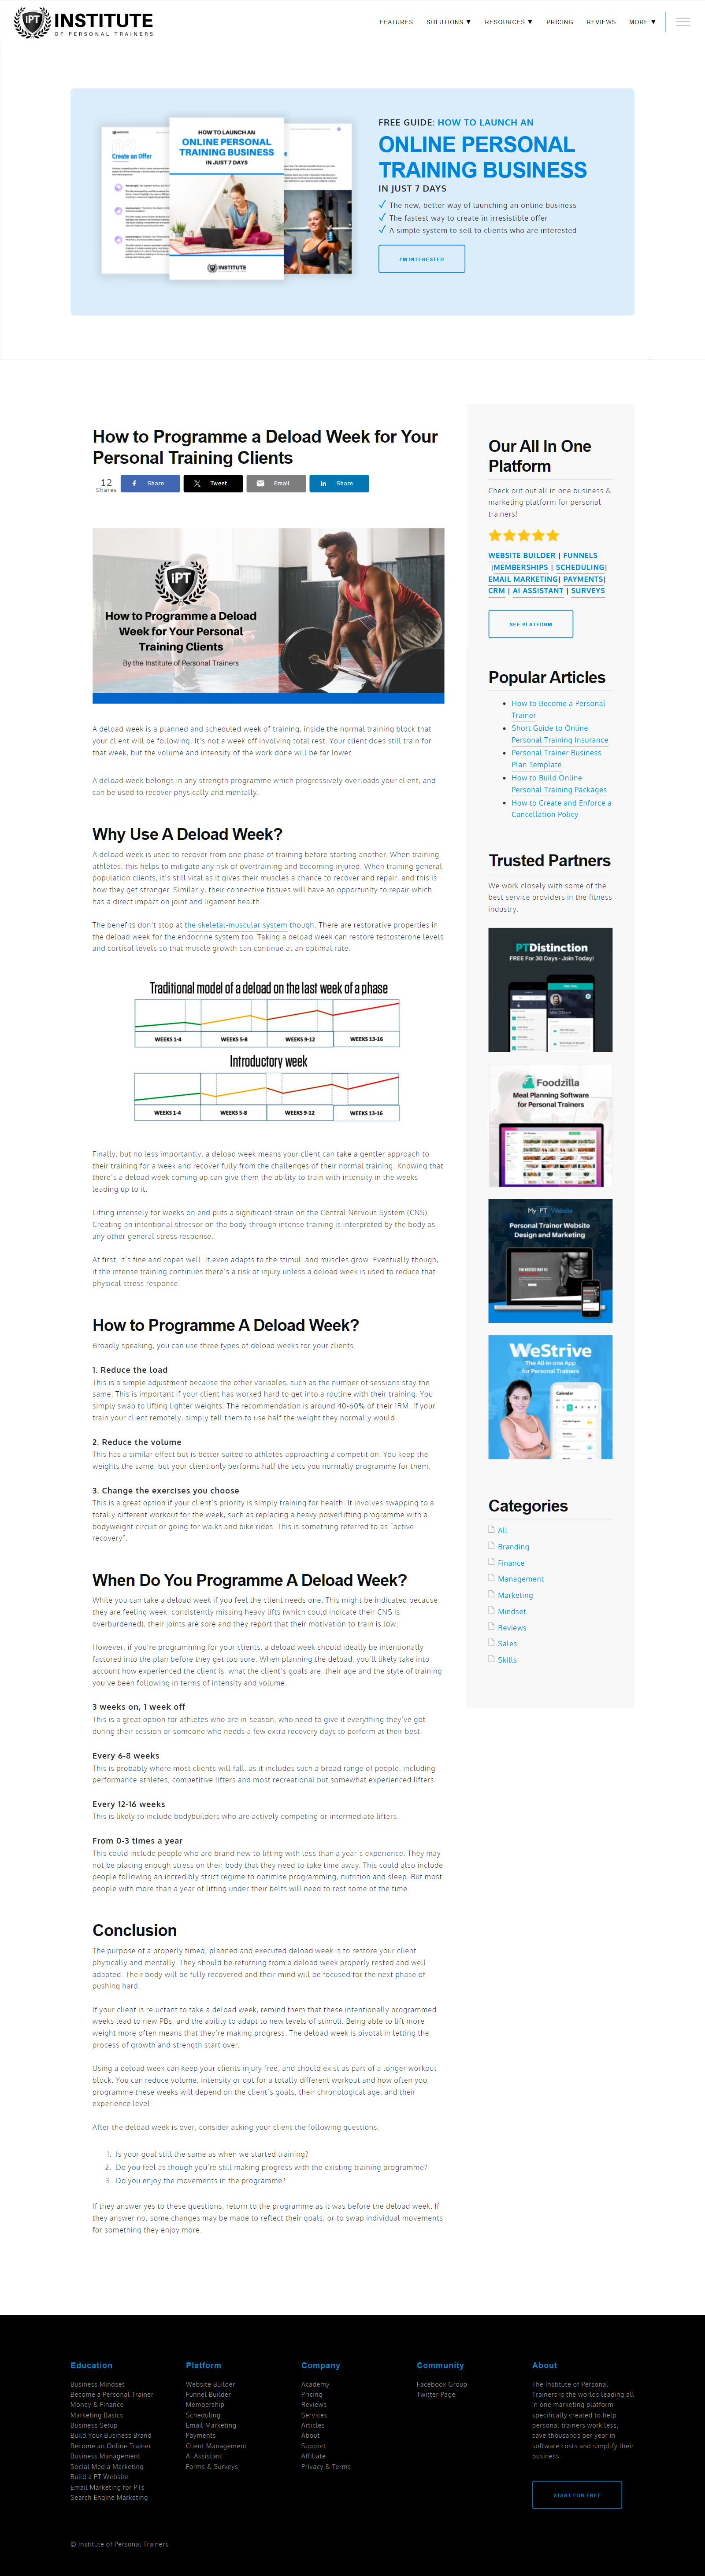 INSTITUTE
OF PERSONAL TRAINERS
FEATURES
SOLUTIONS ▼
RESOURCES ▼
PRICING
REVIEWS
MORE ▼
INSTITUTE
Create an Offer
HOW TO LAUNCH AN
ONLINE PERSONAL
TRAINING BUSINESS
IN JUST 7 DAYS
INSTITUTE
FREE GUIDE: HOW TO LAUNCH AN
ONLINE PERSONAL
TRAINING BUSINESS
IN JUST 7 DAYS
The new, better way of launching an online business
The fastest way to create in irresistible offer
A simple system to sell to clients who are interested
I'M INTERESTED
How to Programme a Deload Week for Your
Personal Training Clients
12
Shares
Share
Tweet
Email
Share
iPT
How to Programme a Deload
Week for Your Personal
Training Clients
By the Institute of Personal Trainers
A deload week is a planned and scheduled week of training, inside the normal training block that
your client will be following. It's not a week off involving total rest. Your client does still train for
that week, but the volume and intensity of the work done will be far lower.
A deload week belongs in any strength programme which progressively overloads your client, and
can be used to recover physically and mentally.
Why Use A Deload Week?
A deload week is used to recover from one phase of training before starting another. When training
athletes, this helps to mitigate any risk of overtraining and becoming injured. When training general
population clients, it's still vital as it gives their muscles a chance to recover and repair, and this is
how they get stronger. Similarly, their connective tissues will have an opportunity to repair which
has a direct impact on joint and ligament health.
The benefits don't stop at the skeletal-muscular system though. There are restorative properties in
the deload week for the endocrine system too. Taking a deload week can restore testosterone levels
and cortisol levels so that muscle growth can continue at an optimal rate.
Traditional model of a deload on the last week of a phase
WEEKS 1-4
WEEKS 5-8
WEEKS 9-12
WEEKS 13-16
Introductory week
WEEKS 1-4
WEEKS 5-8
WEEKS 9-12
WEEKS 13-16
Finally, but no less importantly, a deload week means your client can take a gentler approach to
their training for a week and recover fully from the challenges of their normal training. Knowing that
there's a deload week coming up can give them the ability to train with intensity in the weeks
leading up to it.
Lifting intensely for weeks on end puts a significant strain on the Central Nervous System (CNS).
Creating an intentional stressor on the body through intense training is interpreted by the body as
any other general stress response.
At first, it's fine and copes well. It even adapts to the stimuli and muscles grow. Eventually though,
if the intense training continues there's a risk of injury unless a deload week is used to reduce that
physical stress response.
How to Programme A Deload Week?
Broadly speaking, you can use three types of deload weeks for your clients.
1. Reduce the load
This is a simple adjustment because the other variables, such as the number of sessions stay the
same. This is important if your client has worked hard to get into a routine with their training. You
simply swap to lifting lighter weights. The recommendation is around 40-60% of their 1RM. If your
train your client remotely, simply tell them to use half the weight they normally would.
2. Reduce the volume
This has a similar effect but is better suited to athletes approaching a competition. You keep the
weights the same, but your client only performs half the sets you normally programme for them.
3. Change the exercises you choose
This is a great option if your client's priority is simply training for health. It involves swapping to a
totally different workout for the week, such as replacing a heavy powerlifting programme with a
bodyweight circuit or going for walks and bike rides. This is something referred to as "active
recovery".
When Do You Programme A Deload Week?
While you can take a deload week if you feel the client needs one. This might be indicated because
they are feeling week, consistently missing heavy lifts (which could indicate their CNS is
overburdened), their joints are sore and they report that their motivation to train is low.
However, if you're programming for your clients, a deload week should ideally be intentionally
factored into the plan before they get too sore. When planning the deload, you'll likely take into
account how experienced the client is, what the client's goals are, their age and the style of training
you've been following in terms of intensity and volume.
3 weeks on, 1 week off
This is a great option for athletes who are in-season, who need to give it everything they've got
during their session or someone who needs a few extra recovery days to perform at their best.
Every 6-8 weeks
This is probably where most clients will fall, as it includes such a broad range of people, including
performance athletes, competitive lifters and most recreational but somewhat experienced lifters.
Every 12-16 weeks
This is likely to include bodybuilders who are actively competing or intermediate lifters.
From 0-3 times a year
This could include people who are brand new to lifting with less than a year's experience. They may
not be placing enough stress on their body that they need to take time away. This could also include
people following an incredibly strict regime to optimise programming, nutrition and sleep. But most
people with more than a year of lifting under their belts will need to rest some of the time.
Conclusion
The purpose of a properly timed, planned and executed deload week is to restore your client
physically and mentally. They should be returning from a deload week properly rested and well
adapted. Their body will be fully recovered and their mind will be focused for the next phase of
pushing hard.
If your client is reluctant to take a deload week, remind them that these intentionally programmed
weeks lead to new PBs, and the ability to adapt to new levels of stimuli. Being able to lift more
weight more often means that they're making progress. The deload week is pivotal in letting the
process of growth and strength start over.
Using a deload week can keep your clients injury free, and should exist as part of a longer workout
block. You can reduce volume, intensity or opt for a totally different workout and how often you
programme these weeks will depend on the client's goals, their chronological age, and their
experience level.
After the deload week is over, consider asking your client the following questions:
1. Is your goal still the same as when we started training?
2. Do you feel as though you're still making progress with the existing training programme?
3. Do you enjoy the movements in the programme?
If they answer yes to these questions, return to the programme as it was before the deload week. If
they answer no, some changes may be made to reflect their goals, or to swap individual movements
for something they enjoy more.
Our All In One
Platform
Check out out all in one business &
marketing platform for personal
trainers!
WEBSITE BUILDER | FUNNELS
|MEMBERSHIPS | SCHEDULING|
EMAIL MARKETING| PAYMENTS|
CRM | AI ASSISTANT | SURVEYS
SEE PLATFORM
Popular Articles
How to Become a Personal
Trainer
Short Guide to Online
Personal Training Insurance
Personal Trainer Business
Plan Template
How to Build Online
Personal Training Packages
How to Create and Enforce a
Cancellation Policy
Trusted Partners
We work closely with some of the
best service providers in the fitness
industry.
PTDistinction
FREE For 30 Days - Join Today!
Foodzilla
Meal Planning Software
for Personal Trainers
My PT Website
Personal Trainer Website
Design and Marketing
WeStrive
The All-in-one App
for Personal Trainers
Calendar
Categories
All
Branding
Finance
Management
Marketing
Mindset
Reviews
Sales
Skills
Education
Business Mindset
Become a Personal Trainer
Money & Finance
Marketing Basics
Business Setup
Build Your Business Brand
Become an Online Trainer
Business Management
Social Media Marketing
Build a PT Website
Email Marketing for PTs
Search Engine Marketing
Platform
Website Builder
Funnel Builder
Membership
Scheduling
Email Marketing
Payments
Client Management
AI Assistant
Forms & Surveys
Company
Academy
Pricing
Reviews
Services
Articles
About
Support
Affiliate
Privacy & Terms
Community
Facebook Group
Twitter Page
About
The Institute of Personal
Trainers is the worlds leading all
in one marketing platform
specifically created to help
personal trainers work less,
save thousands per year in
software costs and simplify their
business.
START FOR FREE
© Institute of Personal Trainers